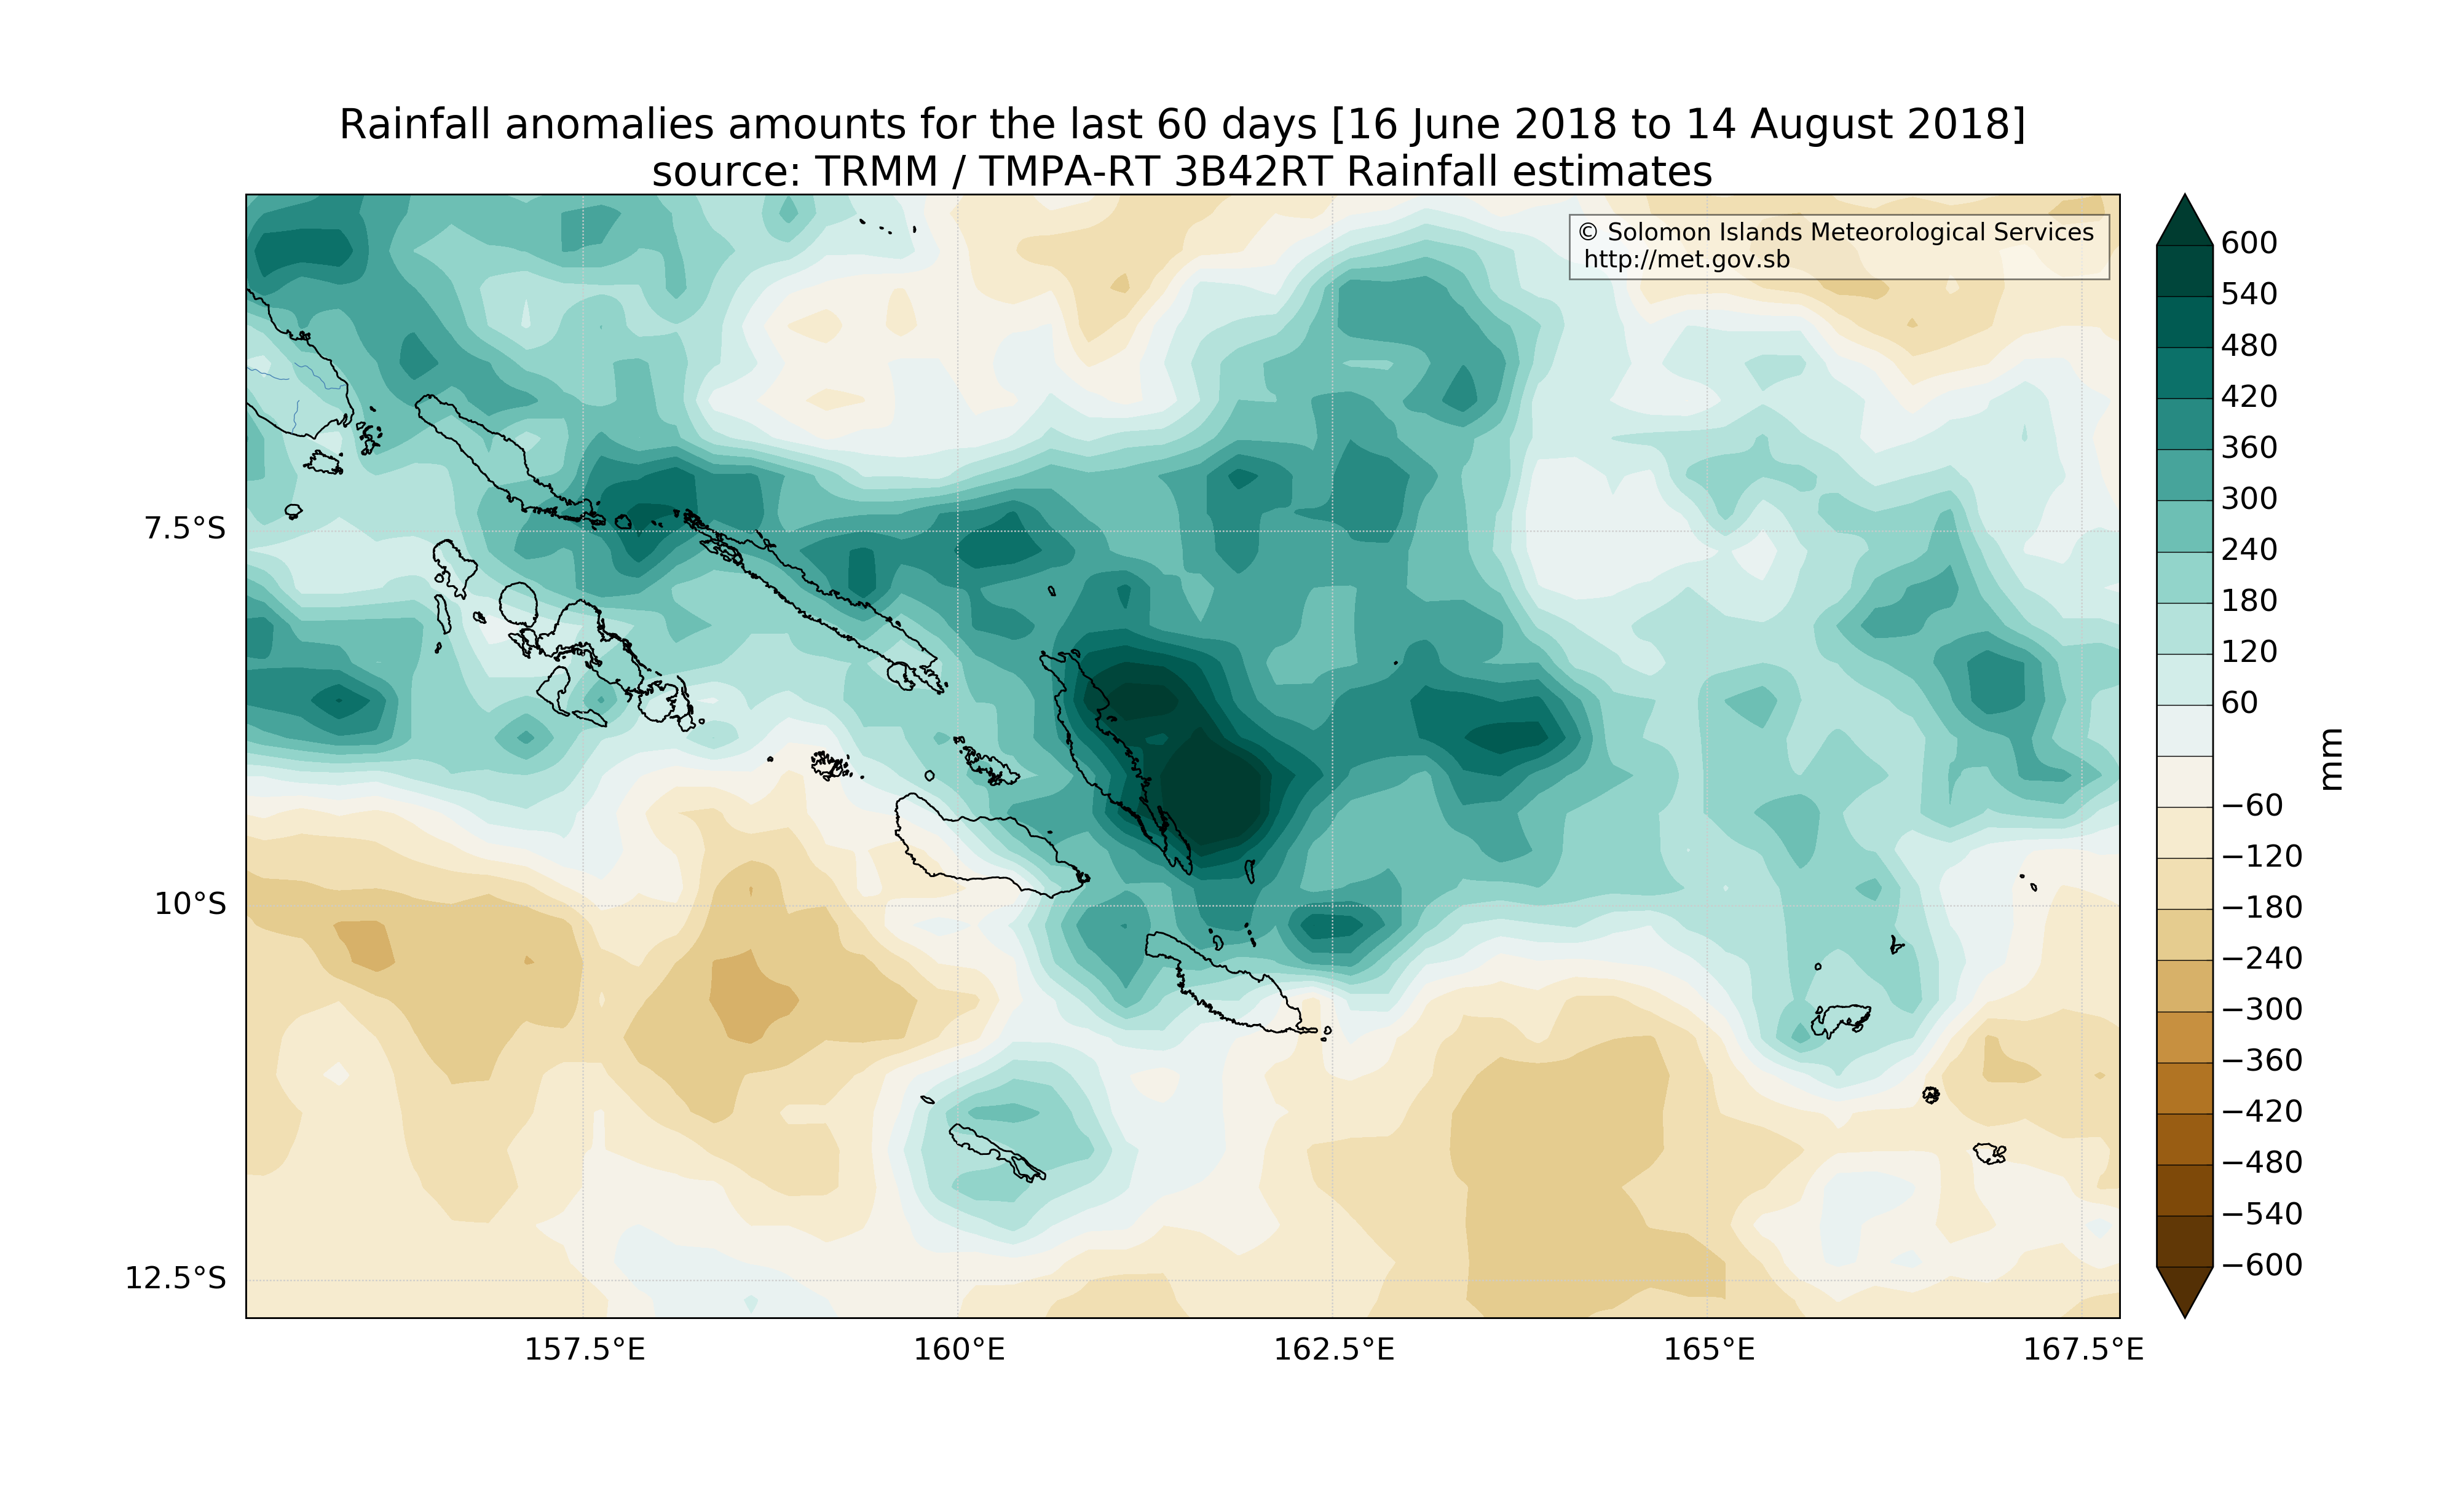 Rainfall anomalies amounts for the last 60 days [16 June 2018 to 14 August 2018]
source: TRMM / TMPA-RT 3B42RT Rainfall estimates
© Solomon Islands Meteorological Services
http://met.gov.sb
7.5°S
10°S
12.5°S
157.5°E
160°E
162.5°E
165°E
167.5°E
600
540
480
420
360
300
240
180
120
60
−60
−120
−180
−240
−300
−360
−420
−480
−540
−600
mm